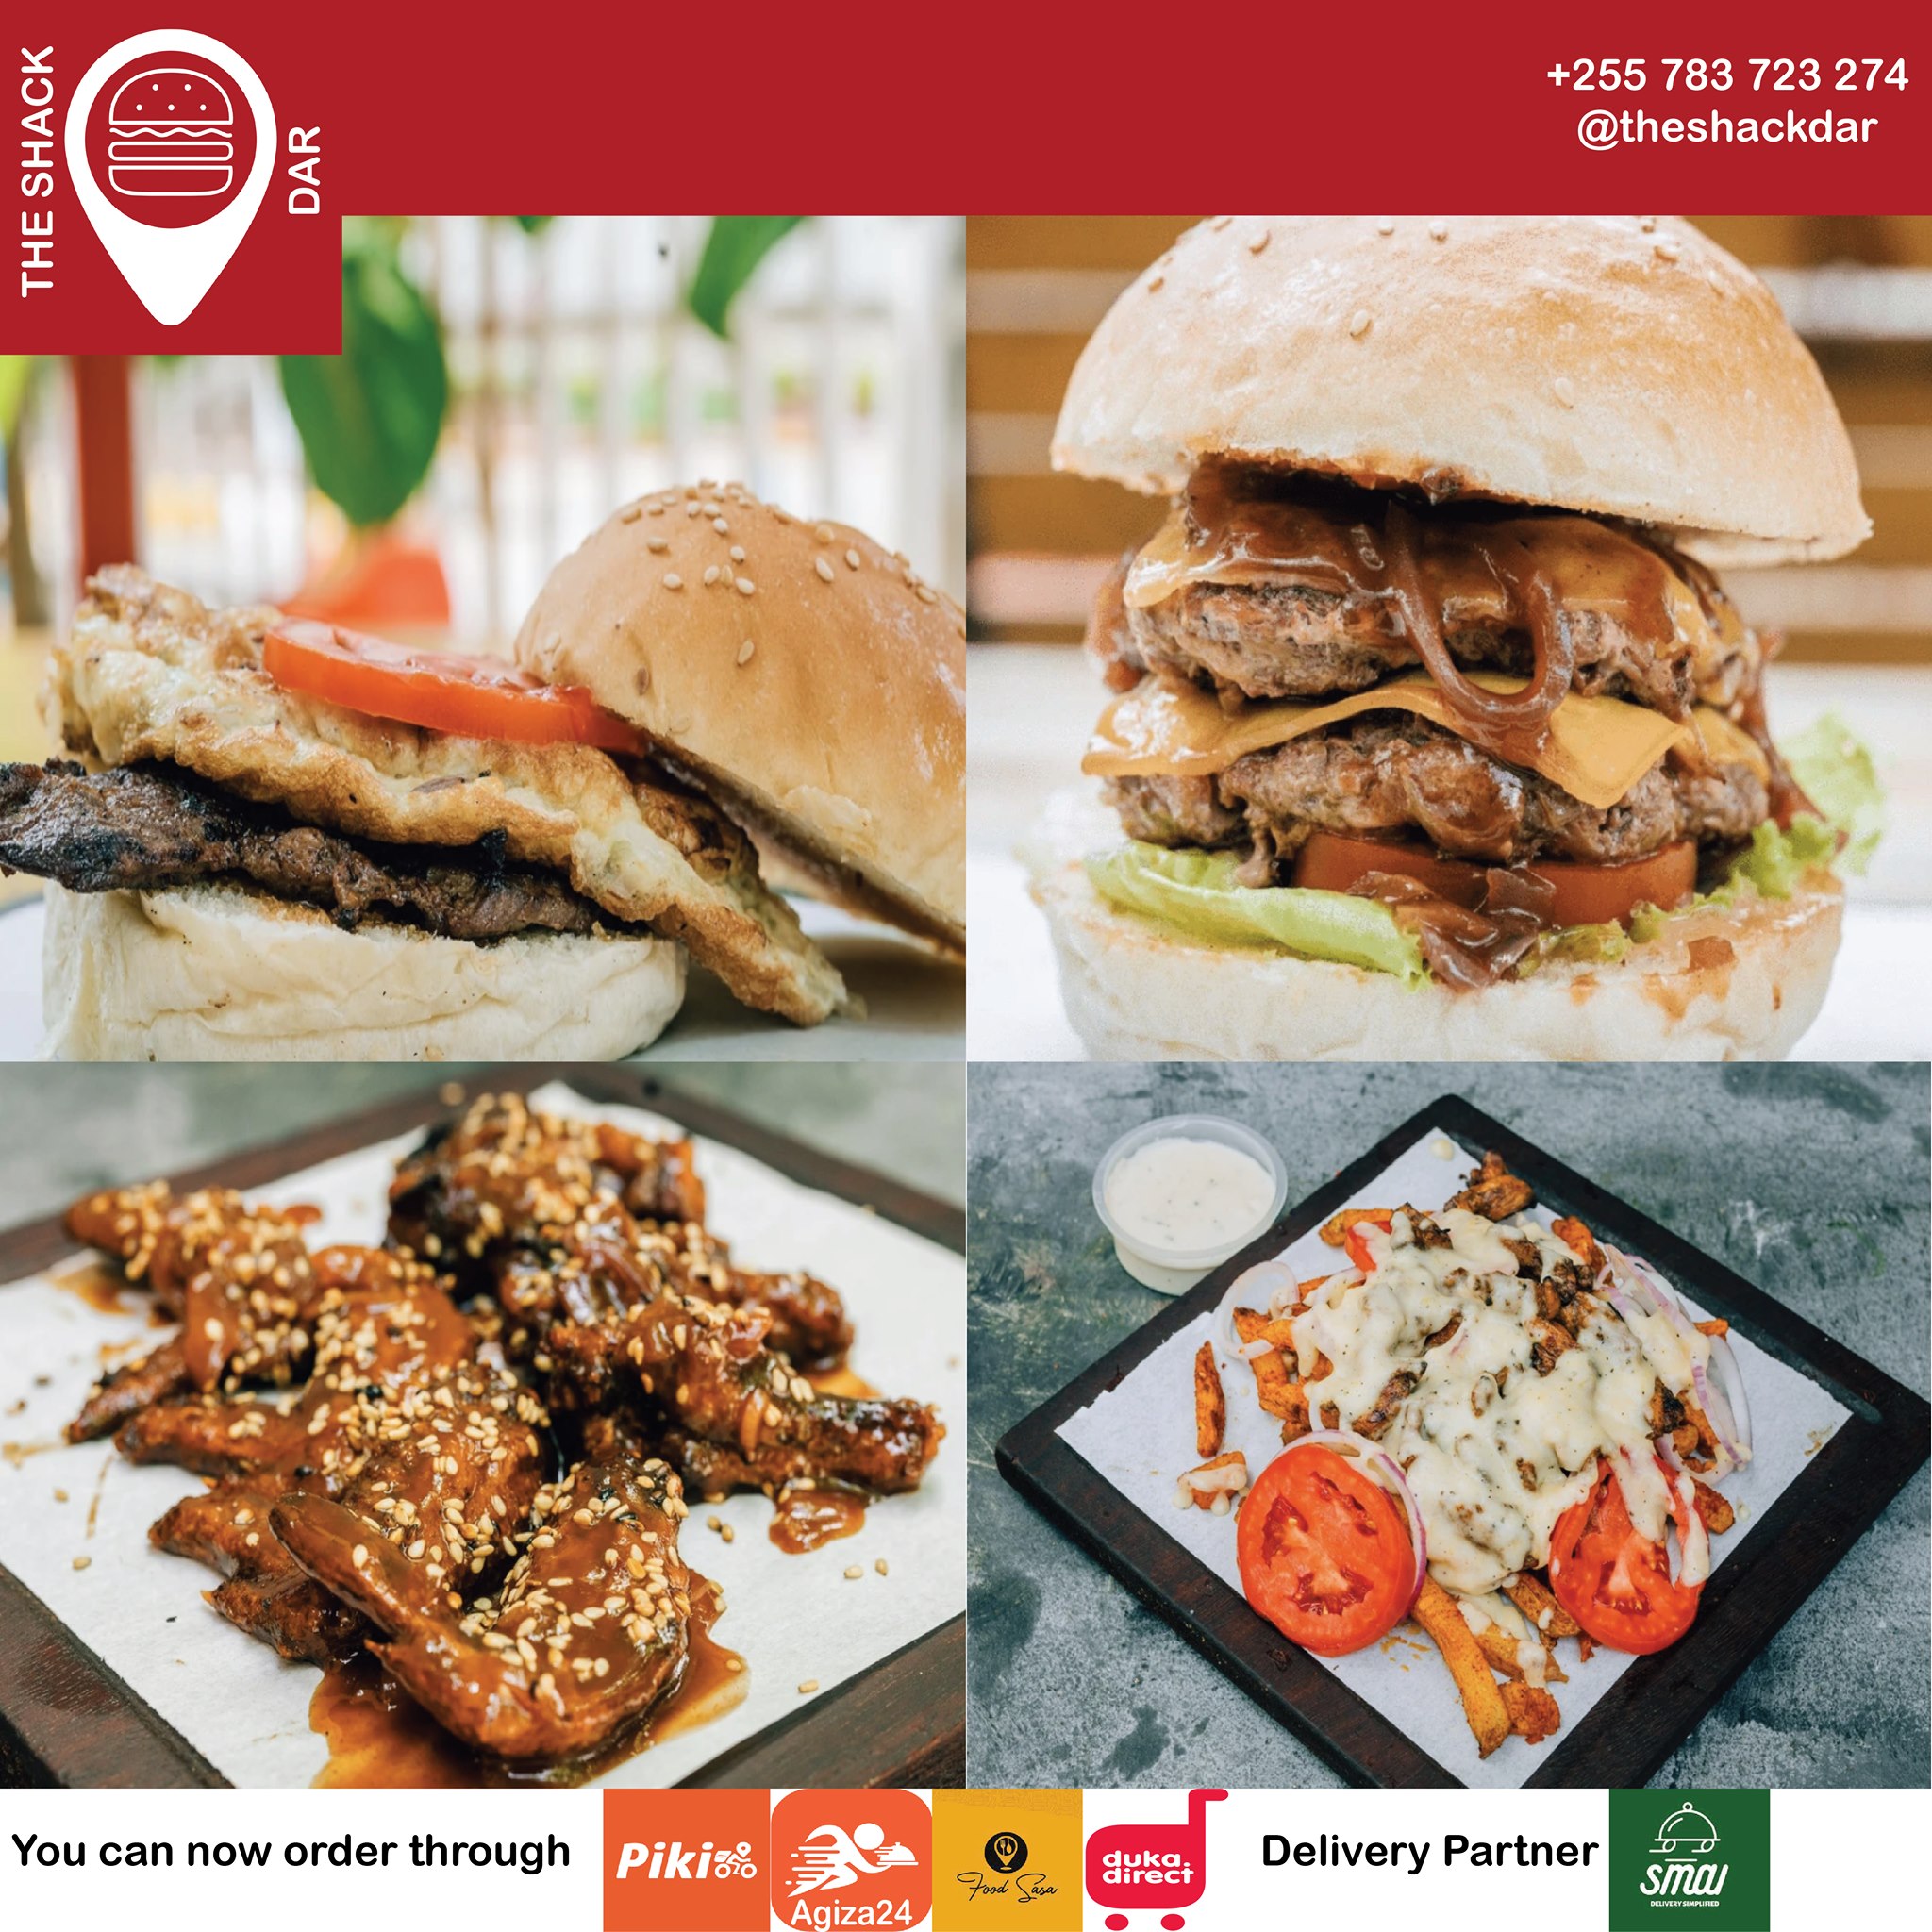 THE SHACK
DAR
+255 783 723 274
@theshackdar
You can now order through
Piki
Agiza24
Food Sasa
duka.
direct
Delivery Partner
smal
DELIVERY SIMPLIFIED